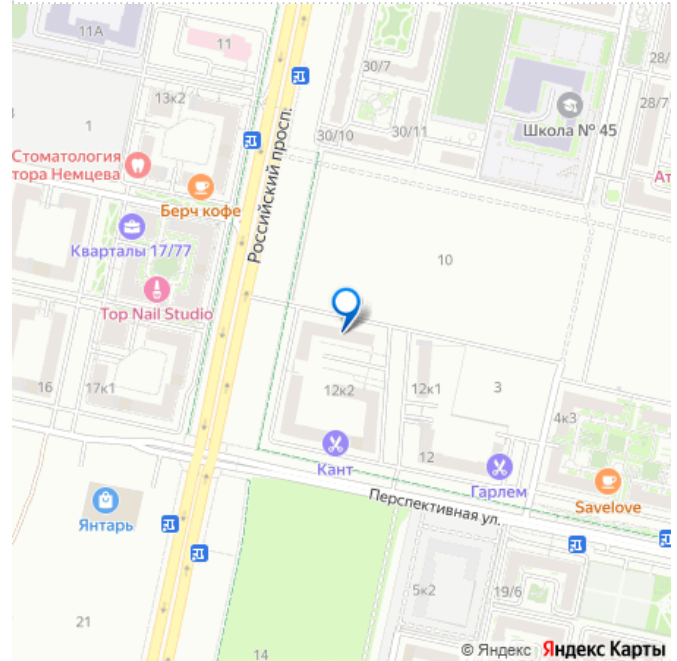 11А
11
30/7
28/
13к2
28/7
1
30/10
30/11
Школа № 45
Российский просп.
Стоматология
тора Немцева
Ат
Берч кофе
10
Кварталы 17/77
Top Nail Studio
16
17к1
12к2
12к1
3
4к3
Кант
12
Гарлем
Savelove
Перспективная ул.
Янтарь
5к2
19/6
21
14
© Яндекс Яндекс Карты